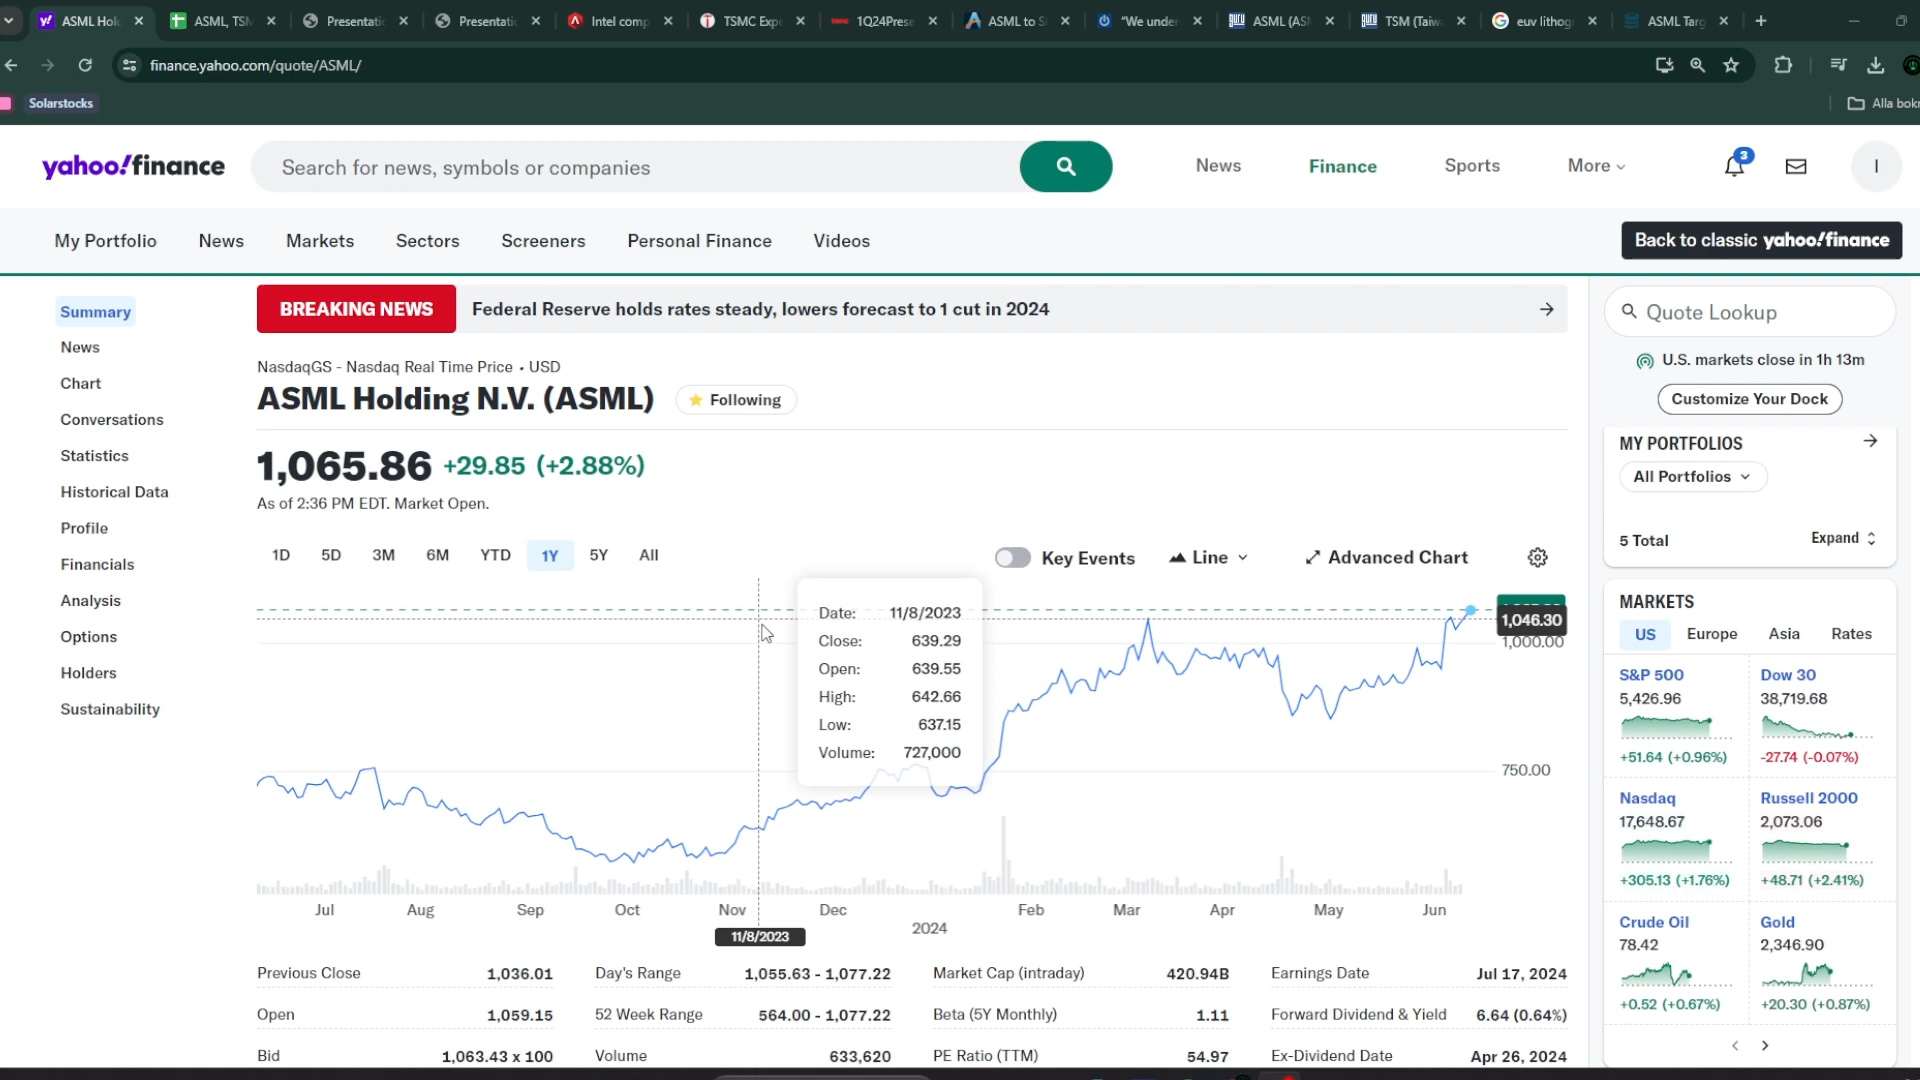 ASML Hol
ASML, TSM
Presentatic
Presentatic
Intel comp
TSMC Expe
1Q24Prese
ASML to S
"We under
ASML (ASM
TSM (Taiw
euv lithog
ASML Targ
finance.yahoo.com/quote/ASML/
Solarstocks
Alla bok
yahoo!finance
Search for news, symbols or companies
News
Finance
Sports
More
3
I
My Portfolio
News
Markets
Sectors
Screeners
Personal Finance
Videos
Back to classic yahoo!finance
Summary
News
Chart
Conversations
Statistics
Historical Data
Profile
Financials
Analysis
Options
Holders
Sustainability
BREAKING NEWS
Federal Reserve holds rates steady, lowers forecast to 1 cut in 2024
NasdaqGS - Nasdaq Real Time Price • USD
ASML Holding N.V. (ASML)
Following
1,065.86 +29.85 (+2.88%)
As of 2:36 PM EDT. Market Open.
1D 5D 3M 6M YTD 1Y 5Y All
Key Events
Line
Advanced Chart
Date: 11/8/2023
Close: 639.29
Open: 639.55
High: 642.66
Low: 637.15
Volume: 727,000
1,046.30
1,000.00
750.00
Jul Aug Sep Oct Nov Dec 2024 Feb Mar Apr May Jun
11/8/2023
Previous Close 1,036.01
Day's Range 1,055.63 - 1,077.22
Market Cap (intraday) 420.94B
Earnings Date Jul 17, 2024
Open 1,059.15
52 Week Range 564.00 - 1,077.22
Beta (5Y Monthly) 1.11
Forward Dividend & Yield 6.64 (0.64%)
Bid 1,063.43 x 100
Volume 633,620
PE Ratio (TTM) 54.97
Ex-Dividend Date Apr 26, 2024
Quote Lookup
U.S. markets close in 1h 13m
Customize Your Dock
MY PORTFOLIOS
All Portfolios
5 Total
Expand
MARKETS
US Europe Asia Rates
S&P 500
5,426.96
+51.64 (+0.96%)
Dow 30
38,719.68
-27.74 (-0.07%)
Nasdaq
17,648.67
+305.13 (+1.76%)
Russell 2000
2,073.06
+48.71 (+2.41%)
Crude Oil
78.42
+0.52 (+0.67%)
Gold
2,346.90
+20.30 (+0.87%)